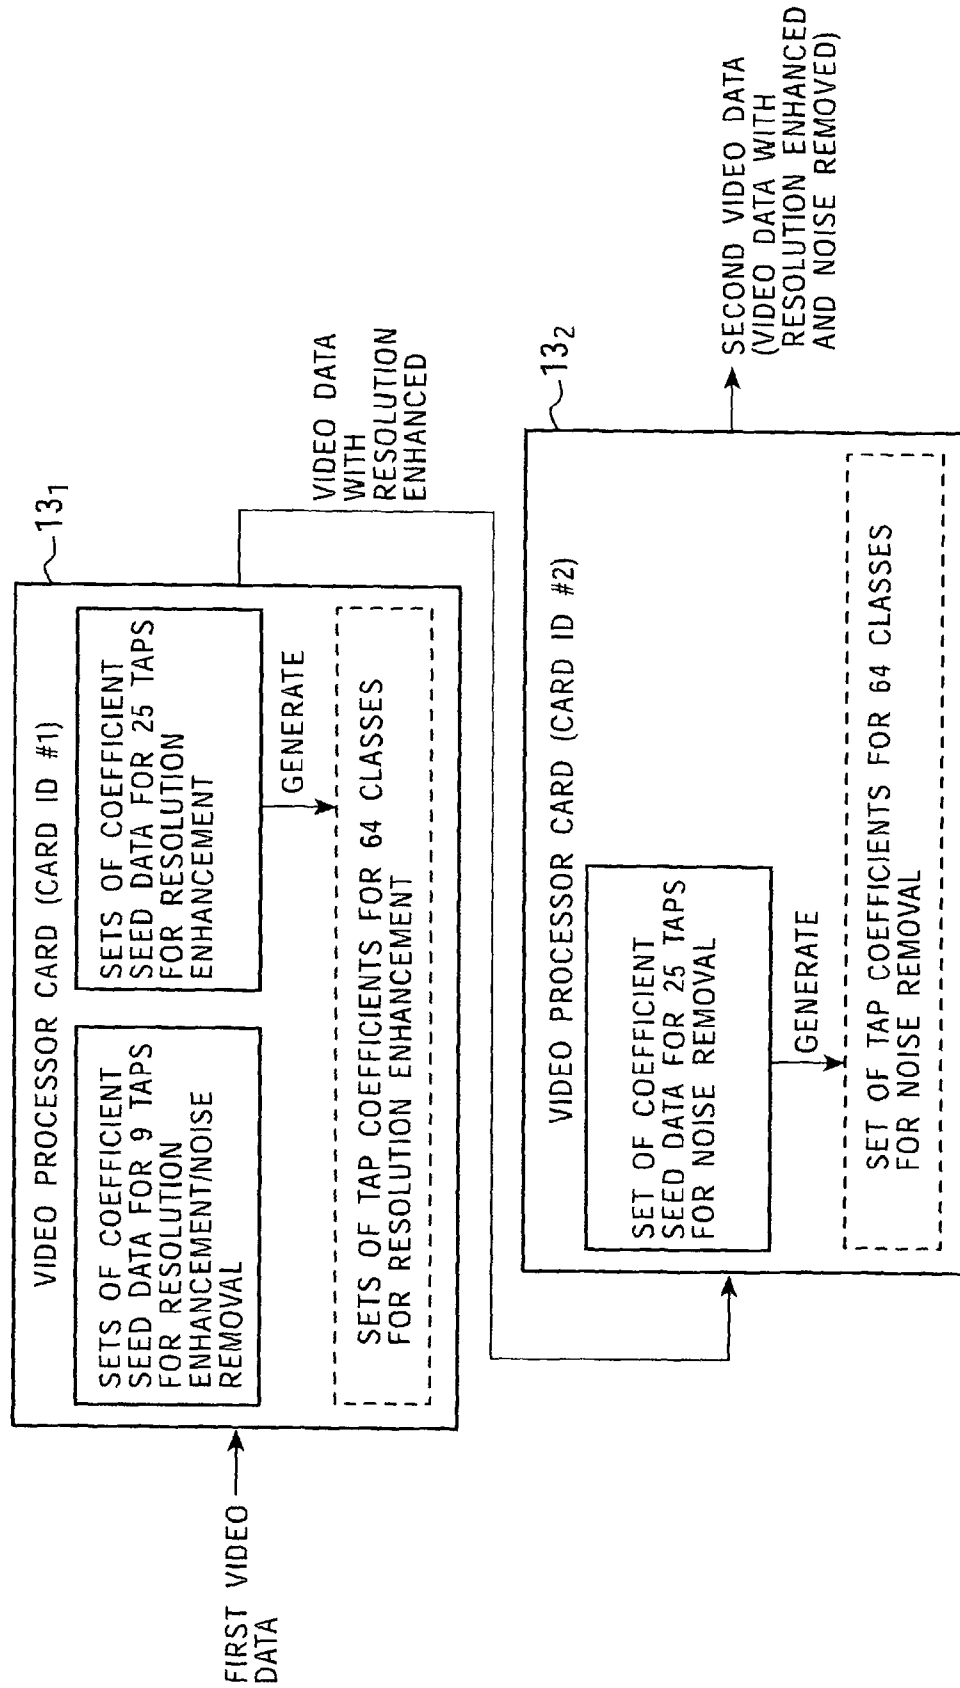 FIRST VIDEO
DATA
VIDEO PROCESSOR CARD (CARD ID #1)
13₁
SETS OF COEFFICIENT
SEED DATA FOR 9 TAPS
FOR RESOLUTION
ENHANCEMENT/NOISE
REMOVAL
SETS OF COEFFICIENT
SEED DATA FOR 25 TAPS
FOR RESOLUTION
ENHANCEMENT
GENERATE
SETS OF TAP COEFFICIENTS FOR 64 CLASSES
FOR RESOLUTION ENHANCEMENT
VIDEO DATA
WITH
RESOLUTION
ENHANCED
VIDEO PROCESSOR CARD (CARD ID #2)
13₂
SET OF COEFFICIENT
SEED DATA FOR 25 TAPS
FOR NOISE REMOVAL
GENERATE
SET OF TAP COEFFICIENTS FOR 64 CLASSES
FOR NOISE REMOVAL
SECOND VIDEO DATA
(VIDEO DATA WITH
RESOLUTION ENHANCED
AND NOISE REMOVED)